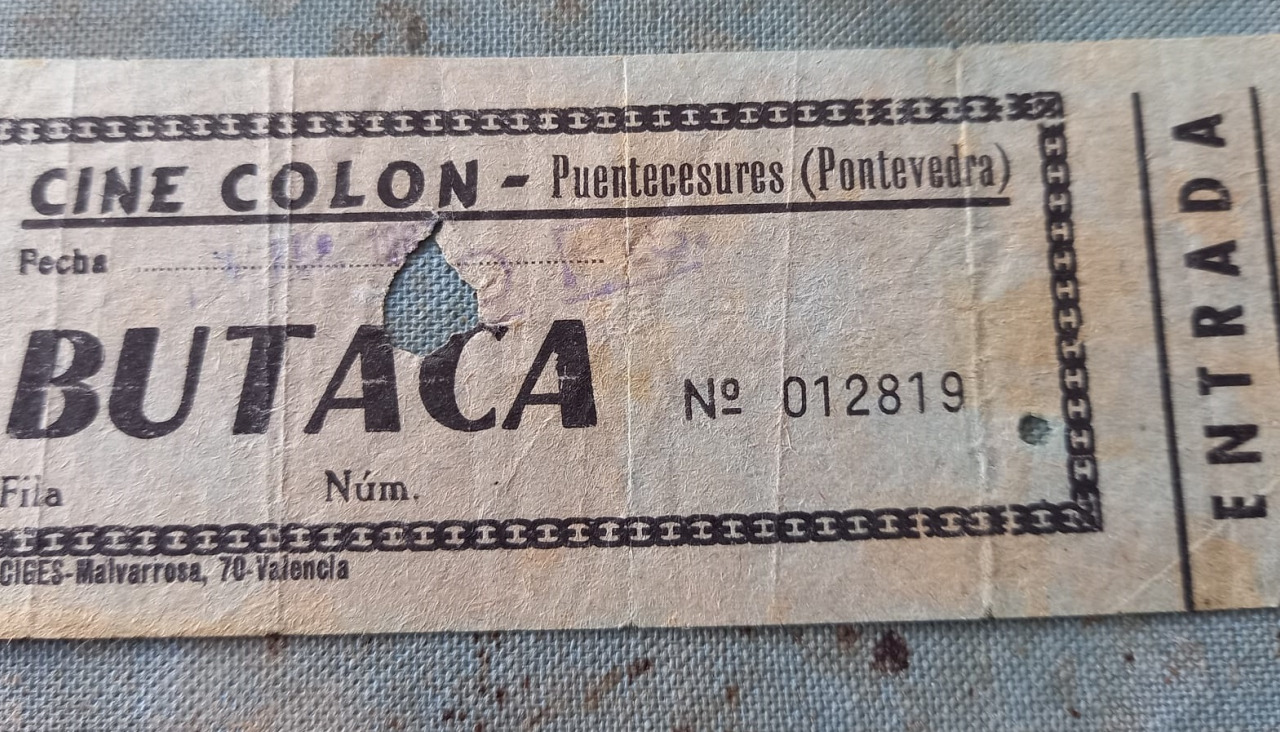 CINE COLON - Puentecesures (Pontevedra)
Fecha
BUTACA Nº 012819
Fila Núm.
CIGES-Malvarrosa, 70-Valencia
ENTRADA